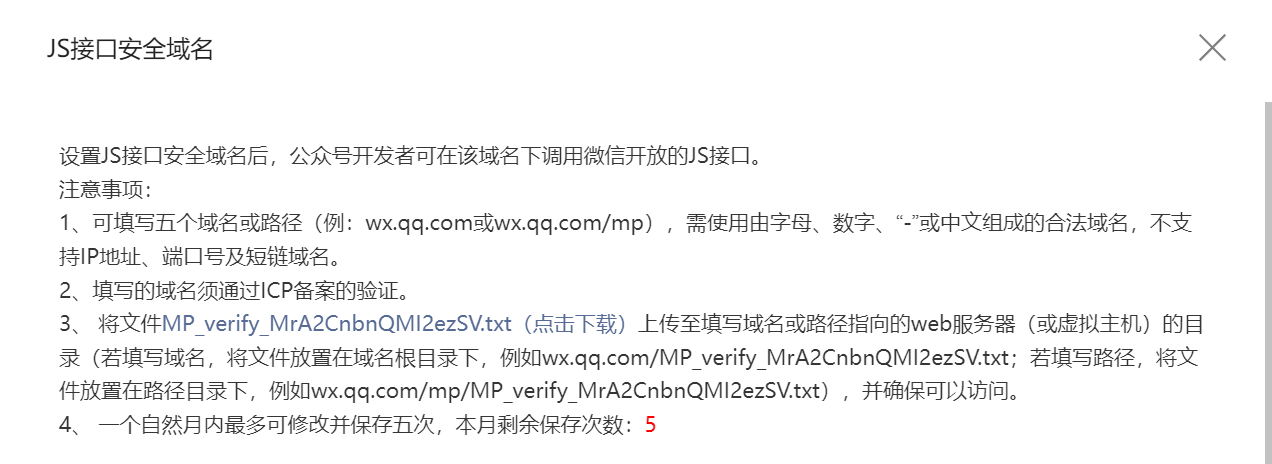 JS接口安全域名
设置JS接口安全域名后，公众号开发者可在该域名下调用微信开放的JS接口。
注意事项：
1、可填写五个域名或路径（例：wx.qq.com或wx.qq.com/mp），需使用由字母、数字、“-”或中文组成的合法域名，不支
持IP地址、端口号及短链域名。
2、填写的域名须通过ICP备案的验证。
3、 将文件MP_verify_MrA2CnbnQMI2ezSV.txt（点击下载）上传至填写域名或路径指向的web服务器（或虚拟主机）的目
录（若填写域名，将文件放置在域名根目录下，例如wx.qq.com/MP_verify_MrA2CnbnQMI2ezSV.txt；若填写路径，将文
件放置在路径目录下，例如wx.qq.com/mp/MP_verify_MrA2CnbnQMI2ezSV.txt），并确保可以访问。
4、 一个自然月内最多可修改并保存五次，本月剩余保存次数：5